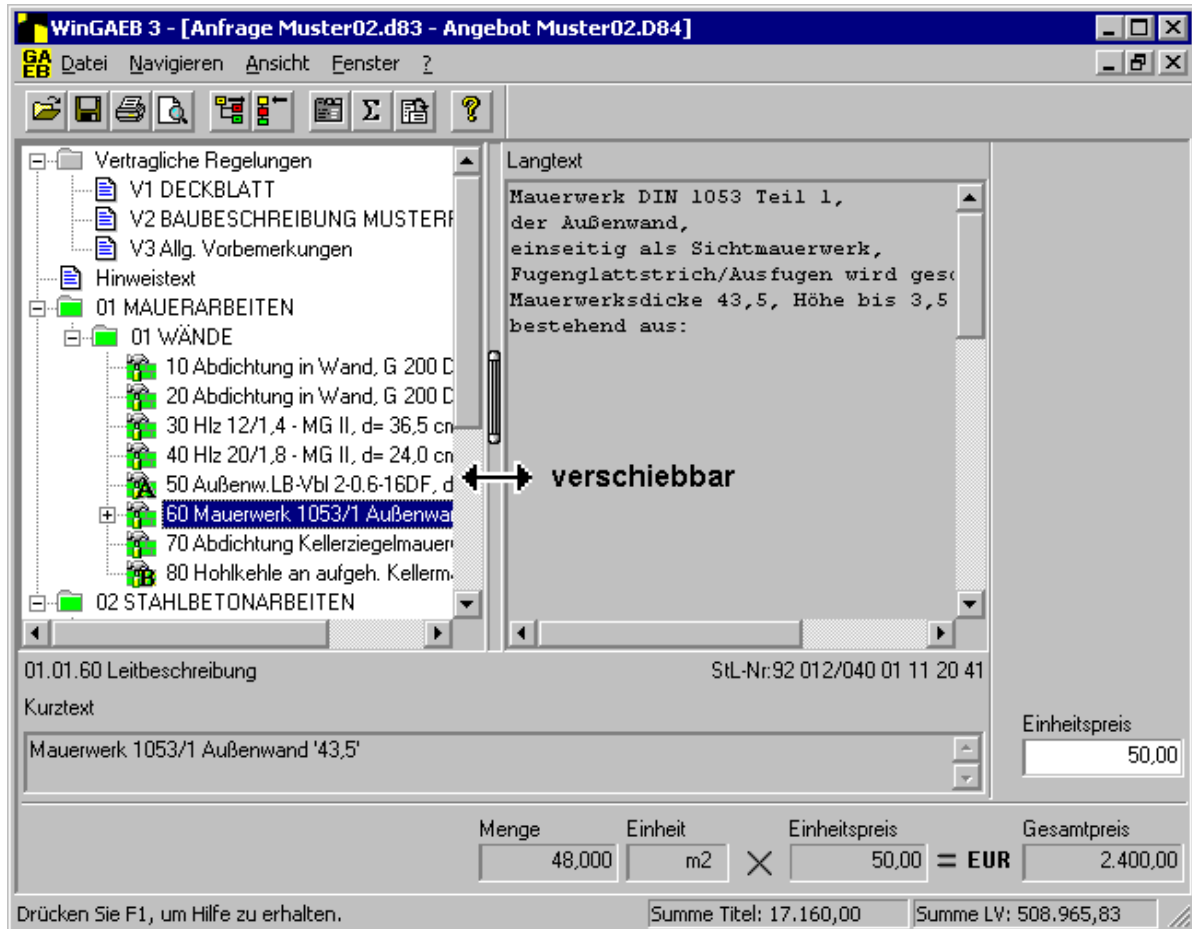 WinGAEB 3 - [Anfrage Muster02.d83 - Angebot Muster02.D84]
GAEB Datei Navigieren Ansicht Fenster ?
Vertragliche Regelungen
V1 DECKBLATT
V2 BAUBESCHREIBUNG
V3 Allg. Vorbemerkungen
Hinweistext
01 MAUERARBEITEN
01 WÄNDE
10 Abdichtung in Wand, G 200 D
20 Abdichtung in Wand, G 200 D
30 Hlz 12/1,4 - MG II, d= 36,5 cm
40 Hlz 20/1,8 - MG II, d= 24,0 cm
50 Außenw.LB-Vbl 2-0.6-16DF, d
60 Mauerwerk 1053/1 Außenwa
70 Abdichtung Kellerziegelmauer
80 Hohlkehle an aufgeh. Kellerm
02 STAHLBETONARBEITEN
Langtext
Mauerwerk DIN 1053 Teil 1,
der Außenwand,
einseitig als Sichtmauerwerk,
Fugenglattstrich/Ausfugen wird geso
Mauerwerksdicke 43,5, Höhe bis 3,5
bestehend aus:
verschiebbar
01.01.60 Leitbeschreibung
StL-Nr:92 012/040 01 11 20 41
Kurztext
Mauerwerk 1053/1 Außenwand '43,5'
Einheitspreis
50,00
Menge Einheit Einheitspreis Gesamtpreis
48,000 m2 × 50,00 = EUR 2.400,00
Drücken Sie F1, um Hilfe zu erhalten. Summe Titel: 17.160,00 Summe LV: 508.965,83